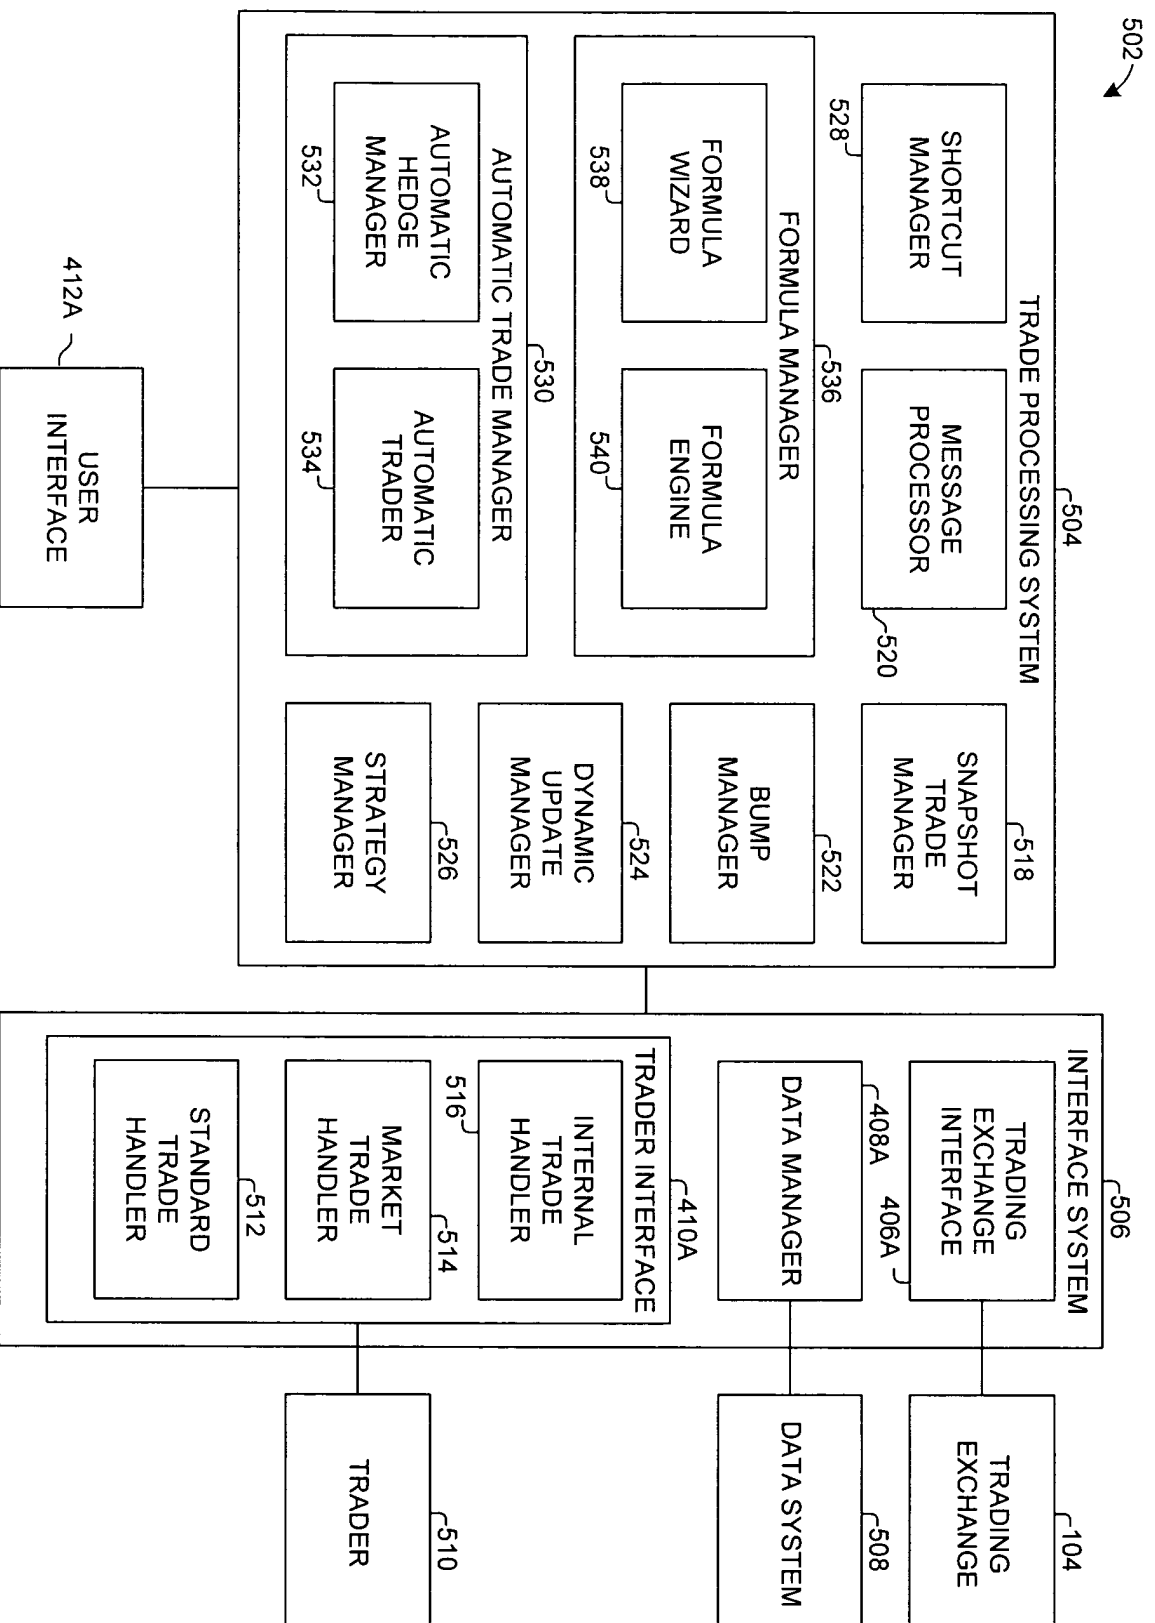 502
504
TRADE PROCESSING SYSTEM
SHORTCUT
MANAGER
528
MESSAGE
PROCESSOR
520
SNAPSHOT
TRADE
MANAGER
518
536
FORMULA MANAGER
FORMULA
WIZARD
538
FORMULA
ENGINE
540
BUMP
MANAGER
522
DYNAMIC
UPDATE
MANAGER
524
530
AUTOMATIC TRADE MANAGER
AUTOMATIC
HEDGE
MANAGER
532
AUTOMATIC
TRADER
534
STRATEGY
MANAGER
526
412A
USER
INTERFACE
506
INTERFACE SYSTEM
TRADING
EXCHANGE
INTERFACE
406A
408A
DATA MANAGER
410A
TRADER INTERFACE
INTERNAL
TRADE
HANDLER
516
MARKET
TRADE
HANDLER
514
STANDARD
TRADE
HANDLER
512
104
TRADING
EXCHANGE
508
DATA SYSTEM
510
TRADER